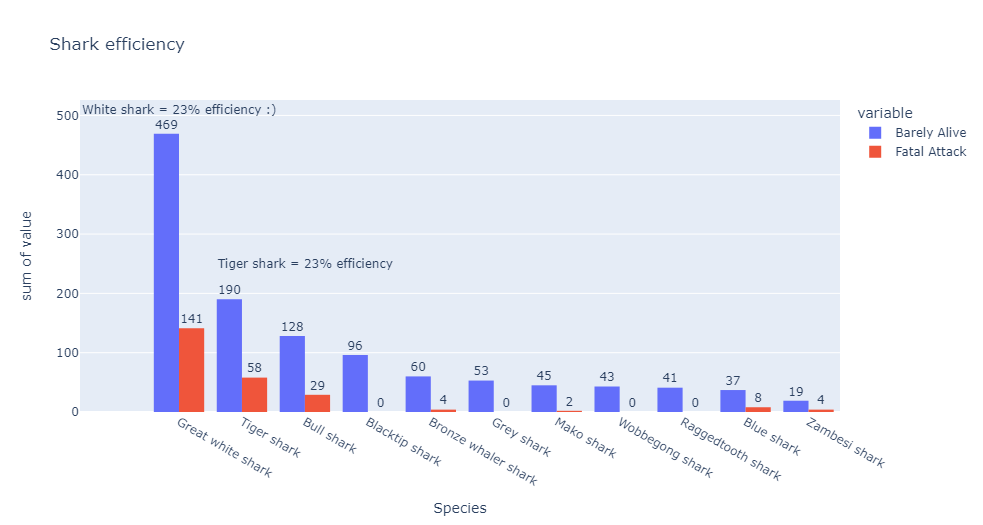 Shark efficiency
White shark = 23% efficiency :)
Tiger shark = 23% efficiency
variable
Barely Alive
Fatal Attack
sum of value
500
400
300
200
100
0
469
141
190
58
128
29
96
0
60
4
53
0
45
2
43
0
41
0
37
8
19
4
Great white shark
Tiger shark
Bull shark
Blacktip shark
Bronze whaler shark
Grey shark
Mako shark
Wobbegong shark
Raggedtooth shark
Blue shark
Zambesi shark
Species